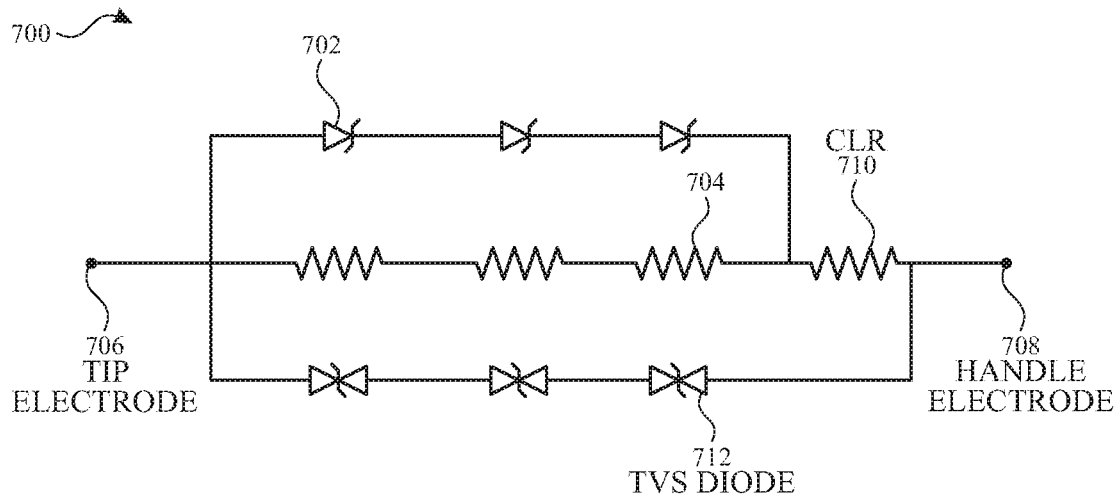 700
702
CLR
710
704
706
TIP
ELECTRODE
708
HANDLE
ELECTRODE
712
TVS DIODE